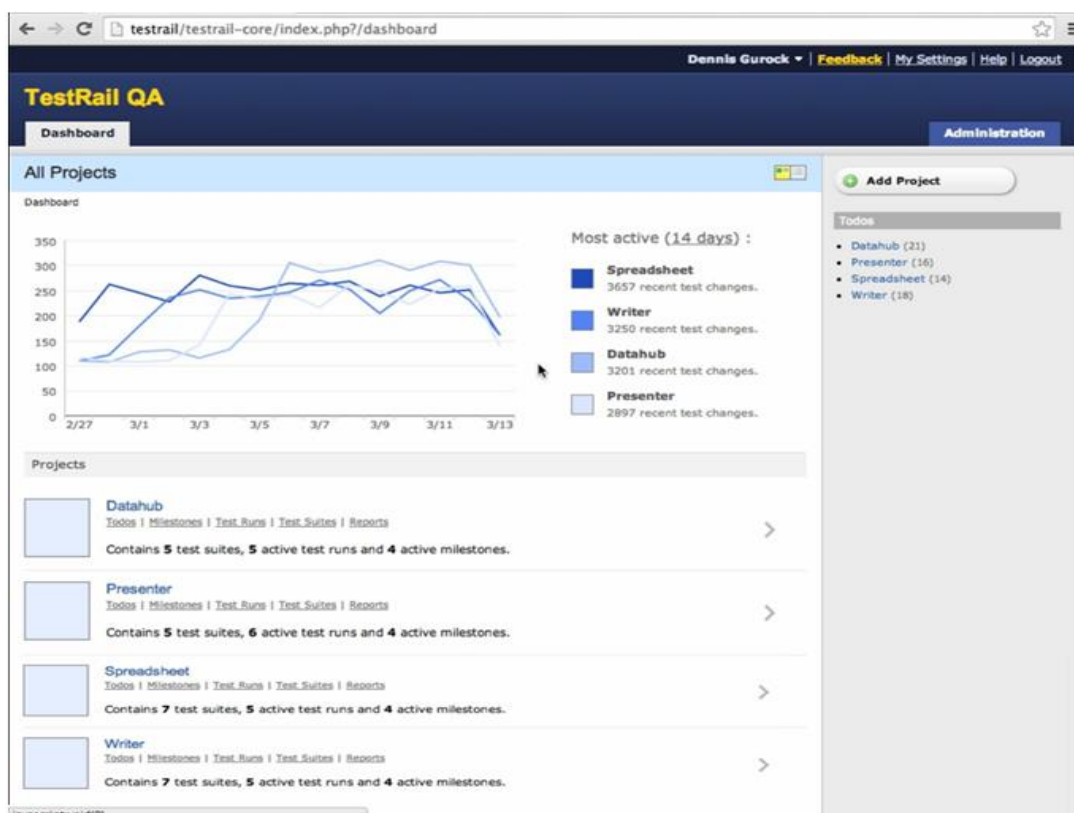 testrail/testrail-core/index.php?/dashboard
Dennis Gurock | Feedback | My Settings | Help | Logout
TestRail QA
Dashboard
Administration
All Projects
Add Project
Dashboard
Todos
Datahub (21)
Presenter (16)
Spreadsheet (14)
Writer (18)
350
300
250
200
150
100
50
0
2/27 3/1 3/3 3/5 3/7 3/9 3/11 3/13
Most active (14 days) :
Spreadsheet
3657 recent test changes.
Writer
3250 recent test changes.
Datahub
3201 recent test changes.
Presenter
2897 recent test changes.
Projects
Datahub
Todos | Milestones | Test Runs | Test Suites | Reports
Contains 5 test suites, 5 active test runs and 4 active milestones.
Presenter
Todos | Milestones | Test Runs | Test Suites | Reports
Contains 5 test suites, 6 active test runs and 4 active milestones.
Spreadsheet
Todos | Milestones | Test Runs | Test Suites | Reports
Contains 7 test suites, 5 active test runs and 4 active milestones.
Writer
Todos | Milestones | Test Runs | Test Suites | Reports
Contains 7 test suites, 5 active test runs and 4 active milestones.